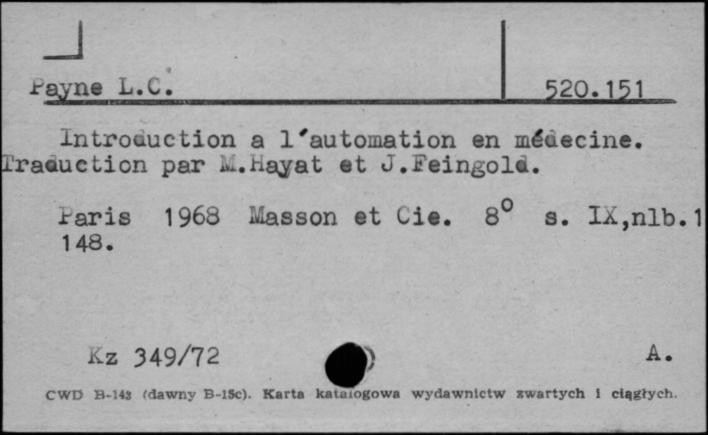 Payne L.C. 520.151
Introduction a l'automation en médecine.
Traduction par M.Hayat et J.Feingold.
Paris 1968 Masson et Cie. 8° s. IX,nlb.1
148.
Kz 349/72 A.
CWD B-143 (dawny B-15c). Karta katalogowa wydawnictw zwartych i ciągłych.